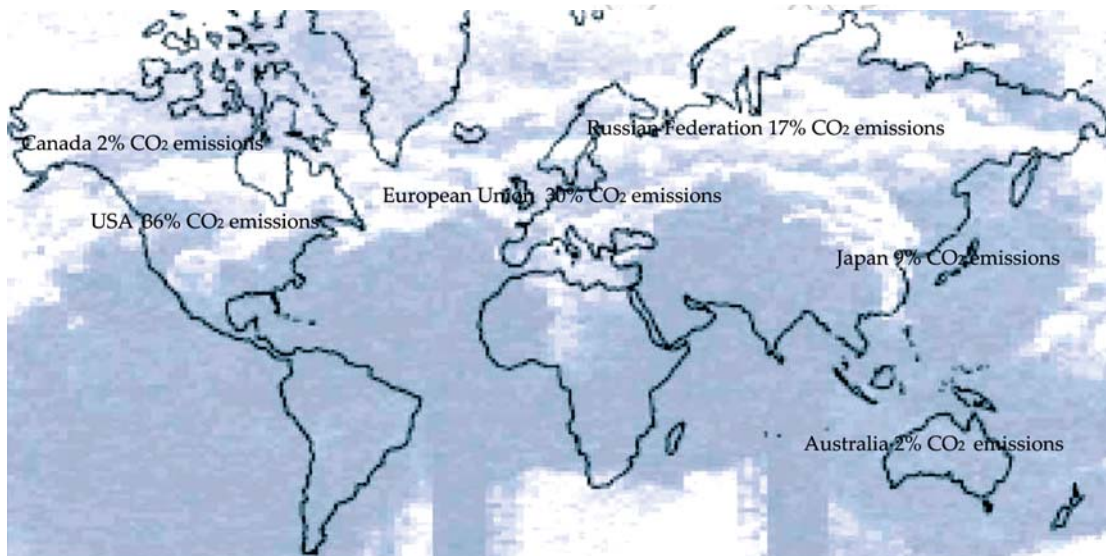 Russian Federation 17% CO₂ emissions
Canada 2% CO₂ emissions
European Union 30% CO₂ emissions
USA 36% CO₂ emissions
Japan 9% CO₂ emissions
Australia 2% CO₂ emissions